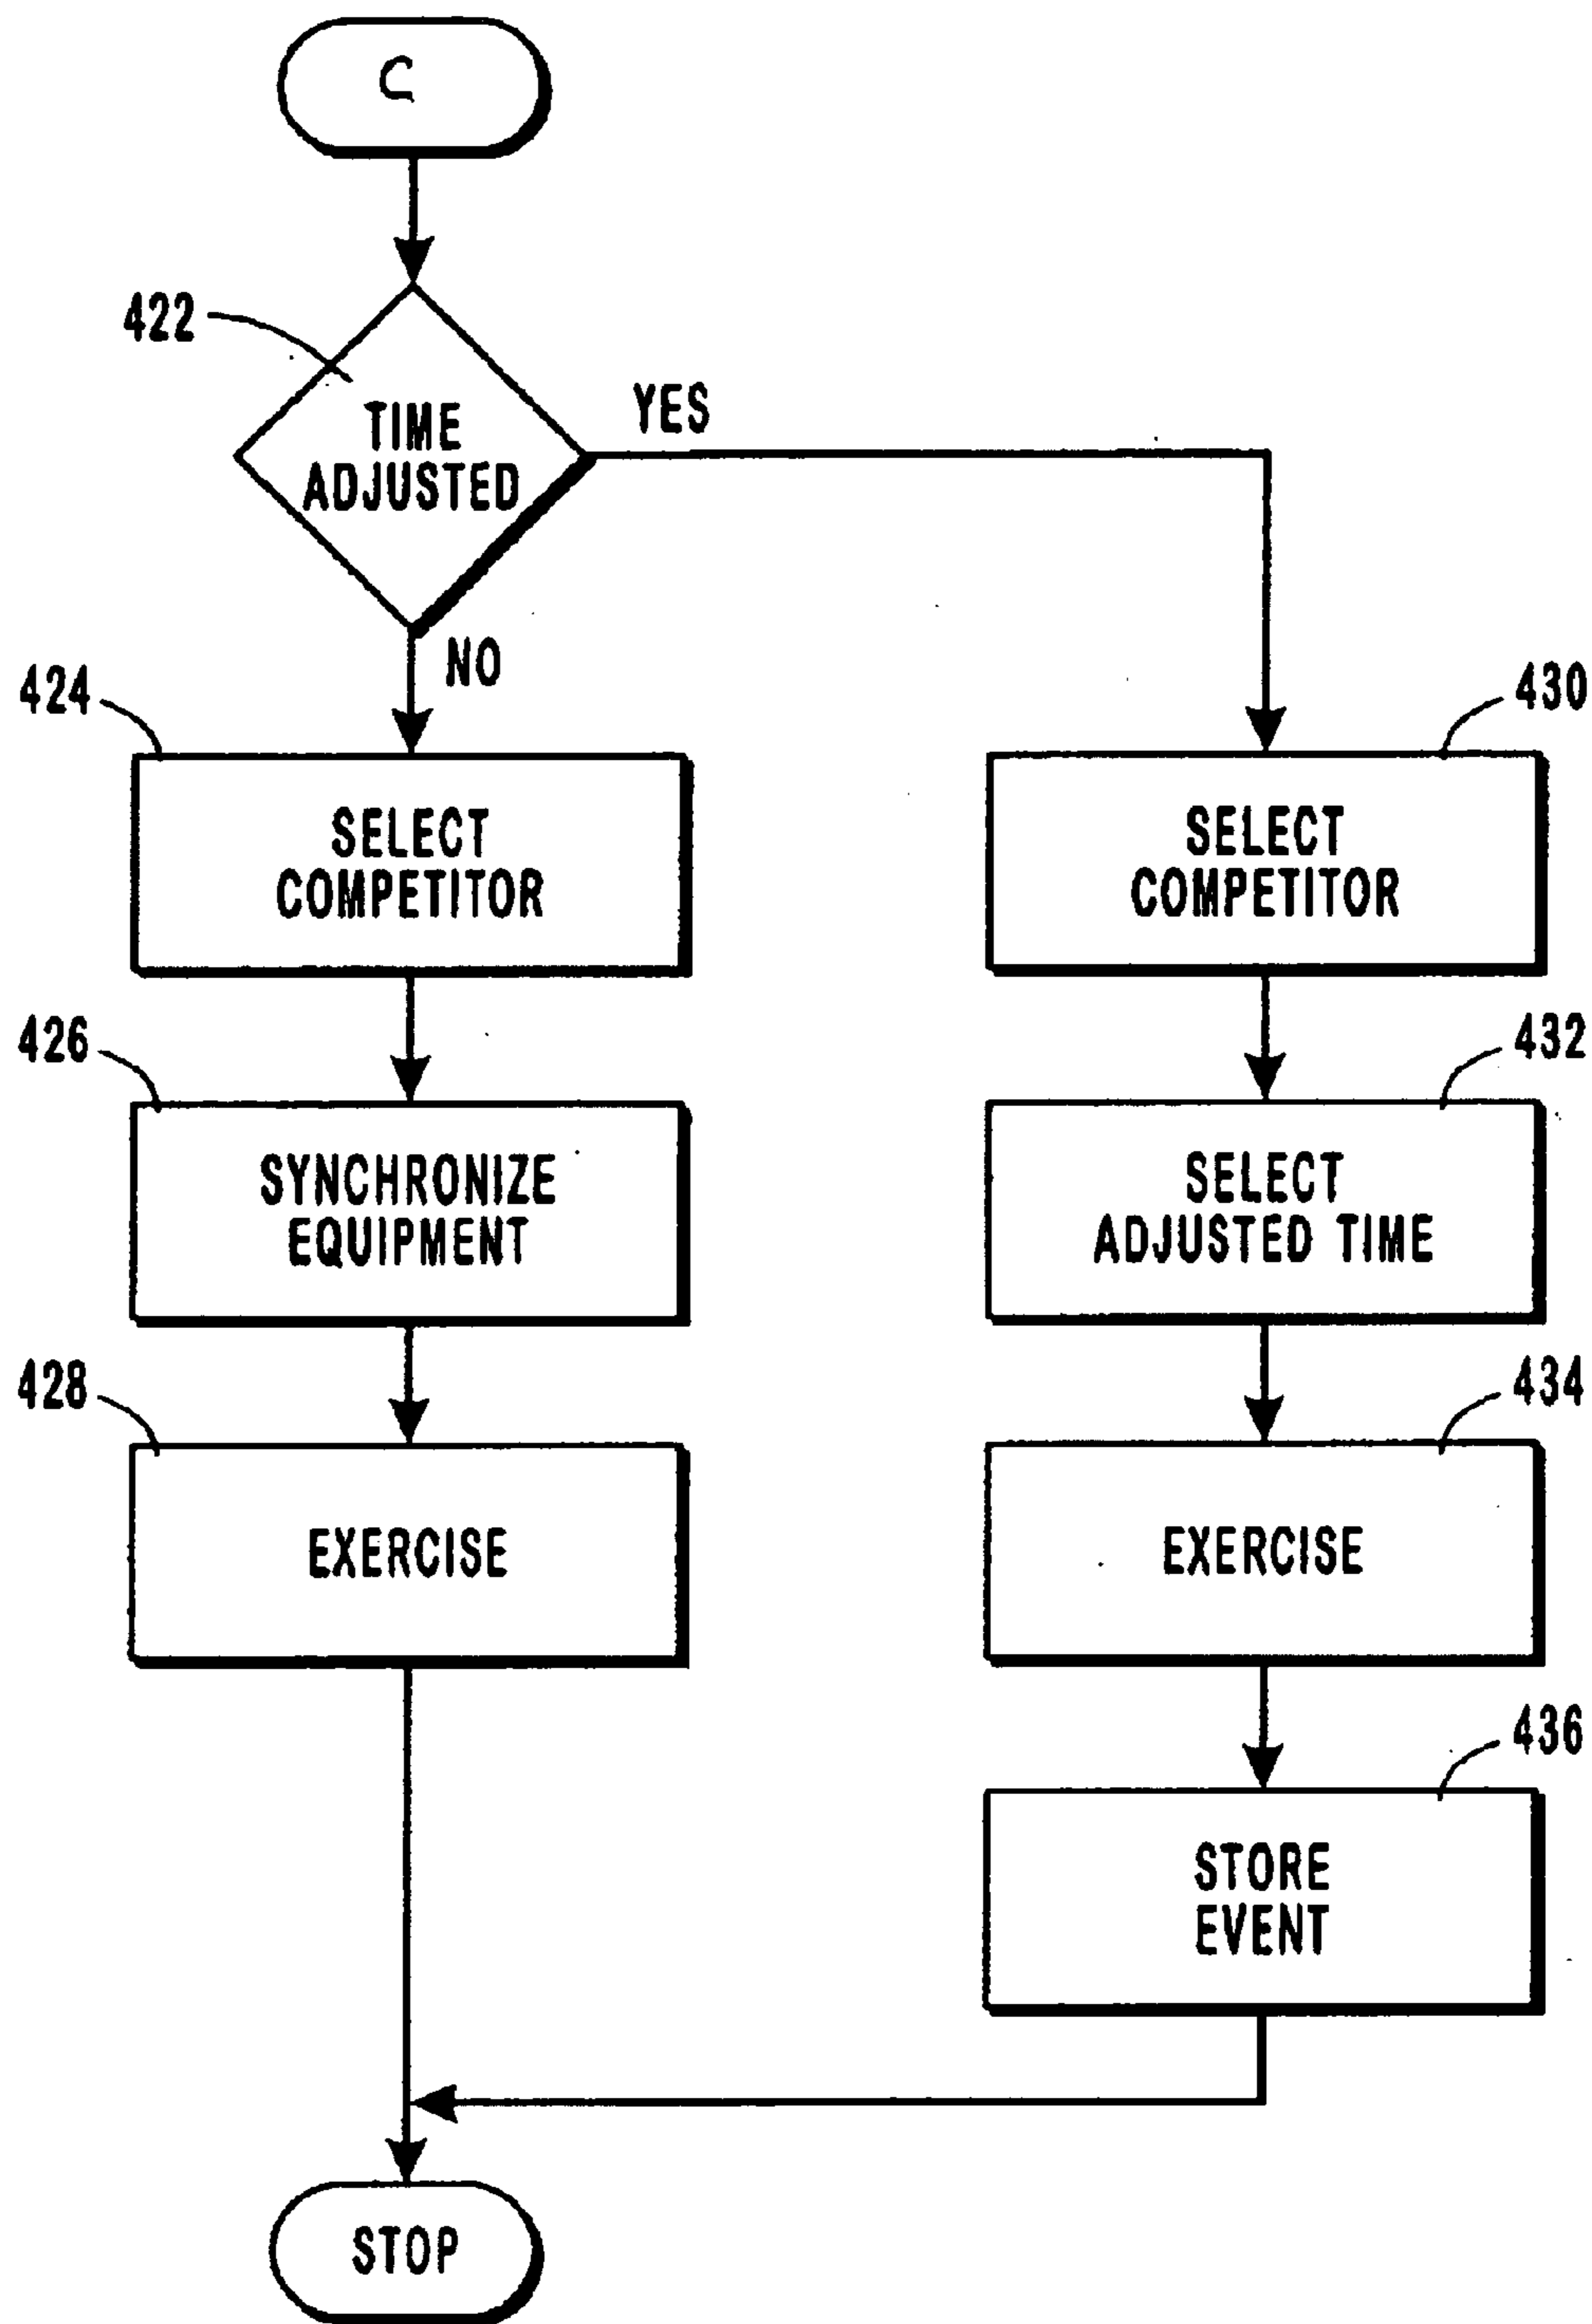 C
422
TIME
ADJUSTED
YES
NO
424
SELECT
COMPETITOR
430
SELECT
COMPETITOR
426
SYNCHRONIZE
EQUIPMENT
432
SELECT
ADJUSTED TIME
428
EXERCISE
434
EXERCISE
436
STORE
EVENT
STOP